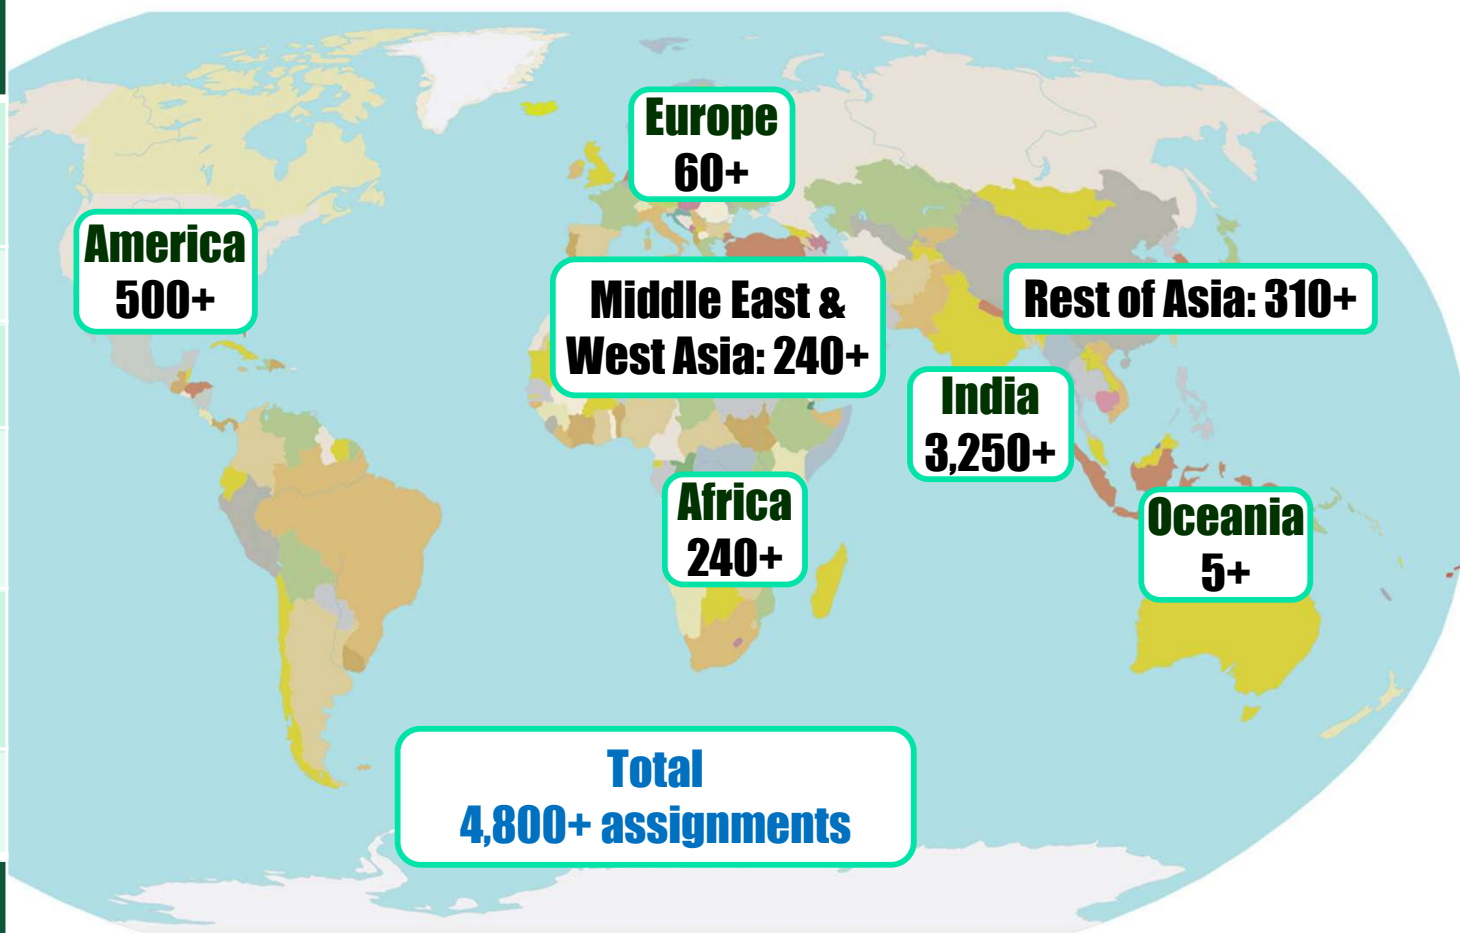 Europe
60+
America
500+
Middle East &
West Asia: 240+
Rest of Asia: 310+
India
3,250+
Africa
240+
Oceania
5+
Total
4,800+ assignments